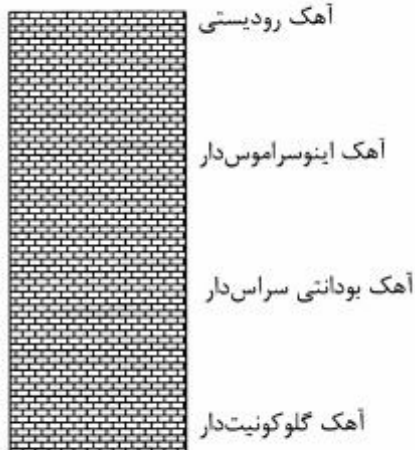 آهک رودیستی
آهک اینوسراموس‌دار
آهک بودانتی سراس‌دار
آهک گلوکونیت‌دار